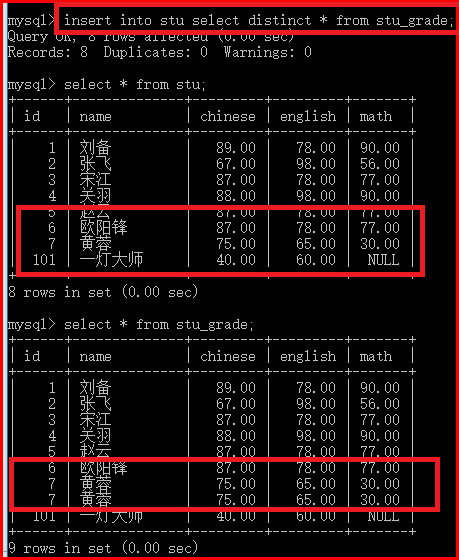 mysql> insert into stu select distinct * from stu_grade;
Query OK, 8 rows affected (0.00 sec)
Records: 8  Duplicates: 0  Warnings: 0
mysql> select * from stu;
+-----+----------+---------+---------+-------+
| id | name | chinese | english | math |
+-----+----------+---------+---------+-------+
| 1 | 刘备 | 89.00 | 78.00 | 90.00 |
| 2 | 张飞 | 67.00 | 98.00 | 56.00 |
| 3 | 宋江 | 87.00 | 78.00 | 77.00 |
| 4 | 关羽 | 88.00 | 98.00 | 90.00 |
| 5 | 赵云 | 87.00 | 78.00 | 77.00 |
| 6 | 欧阳锋 | 87.00 | 78.00 | 77.00 |
| 7 | 黄蓉 | 75.00 | 65.00 | 30.00 |
| 101 | 一灯大师 | 40.00 | 60.00 | NULL |
+-----+----------+---------+---------+-------+
8 rows in set (0.00 sec)
mysql> select * from stu_grade;
+-----+----------+---------+---------+-------+
| id | name | chinese | english | math |
+-----+----------+---------+---------+-------+
| 1 | 刘备 | 89.00 | 78.00 | 90.00 |
| 2 | 张飞 | 67.00 | 98.00 | 56.00 |
| 3 | 宋江 | 87.00 | 78.00 | 77.00 |
| 4 | 关羽 | 88.00 | 98.00 | 90.00 |
| 5 | 赵云 | 87.00 | 78.00 | 77.00 |
| 6 | 欧阳锋 | 87.00 | 78.00 | 77.00 |
| 7 | 黄蓉 | 75.00 | 65.00 | 30.00 |
| 7 | 黄蓉 | 75.00 | 65.00 | 30.00 |
| 101 | 一灯大师 | 40.00 | 60.00 | NULL |
+-----+----------+---------+---------+-------+
9 rows in set (0.00 sec)